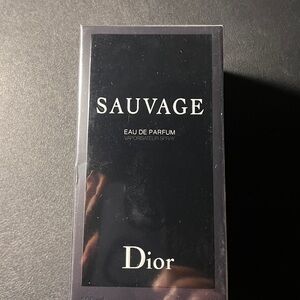 SAUVAGE
EAU DE PARFUM
VAPORISATEUR SPRAY
Dior